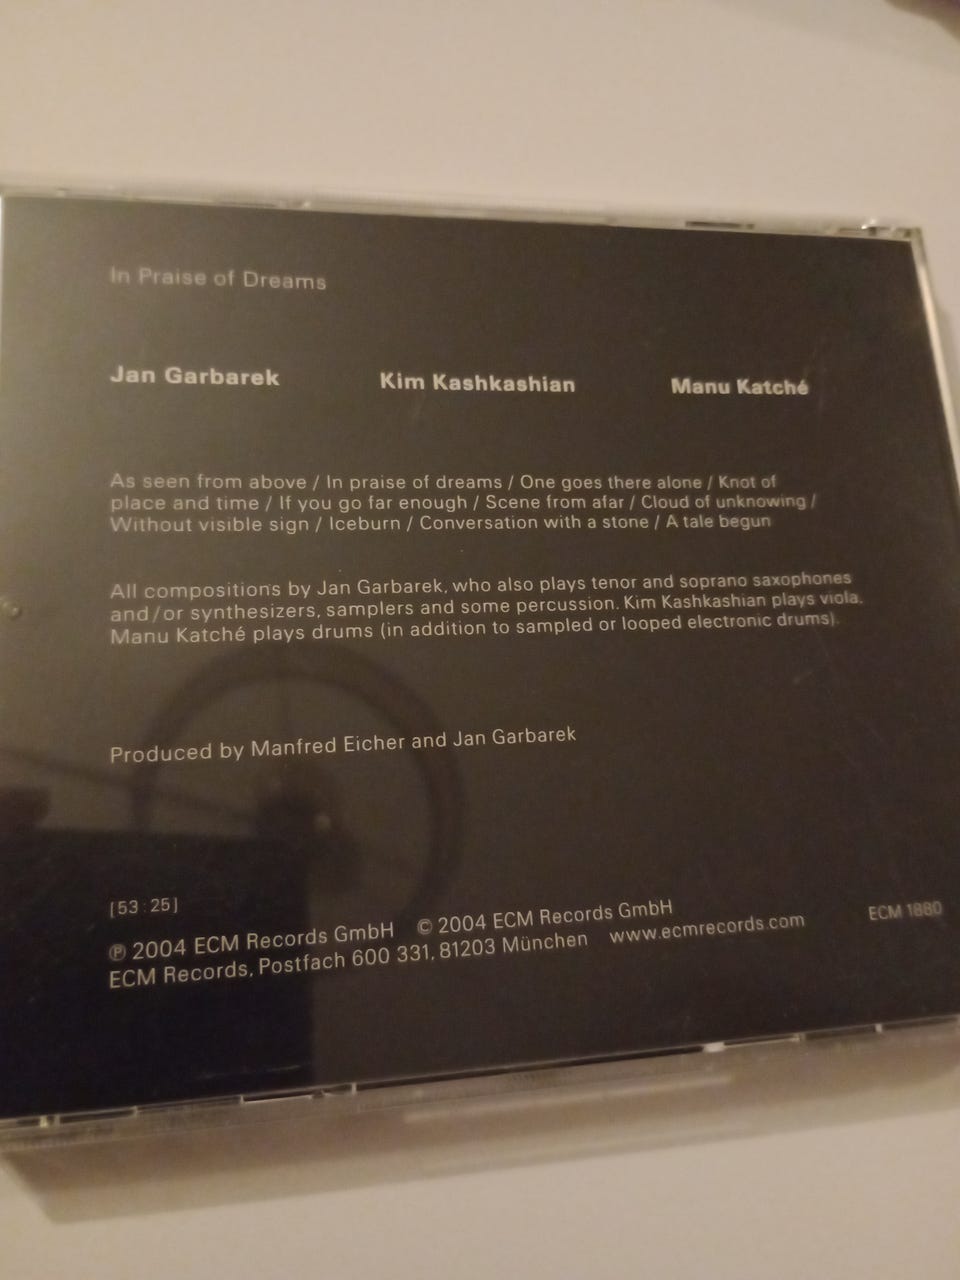 In Praise of Dreams
Jan Garbarek Kim Kashkashian Manu Katché
As seen from above / In praise of dreams / One goes there alone / Knot of
place and time / If you go far enough / Scene from afar / Cloud of unknowing /
Without visible sign / Iceburn / Conversation with a stone / A tale begun
All compositions by Jan Garbarek, who also plays tenor and soprano saxophones
and/or synthesizers, samplers and some percussion. Kim Kashkashian plays viola.
Manu Katché plays drums (in addition to sampled or looped electronic drums).
Produced by Manfred Eicher and Jan Garbarek
[53:25]
℗ 2004 ECM Records GmbH © 2004 ECM Records GmbH
ECM Records, Postfach 600 331, 81203 München www.ecmrecords.com ECM 1880